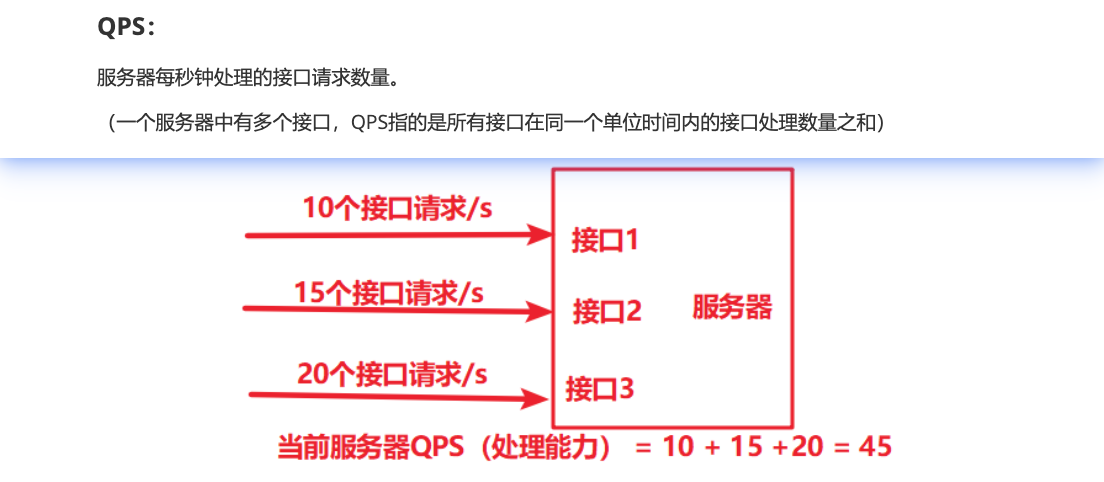 QPS：
服务器每秒钟处理的接口请求数量。
（一个服务器中有多个接口，QPS指的是所有接口在同一个单位时间内的接口处理数量之和）
10个接口请求/s
接口1
15个接口请求/s
接口2
服务器
20个接口请求/s
接口3
当前服务器QPS（处理能力） = 10 + 15 +20 = 45